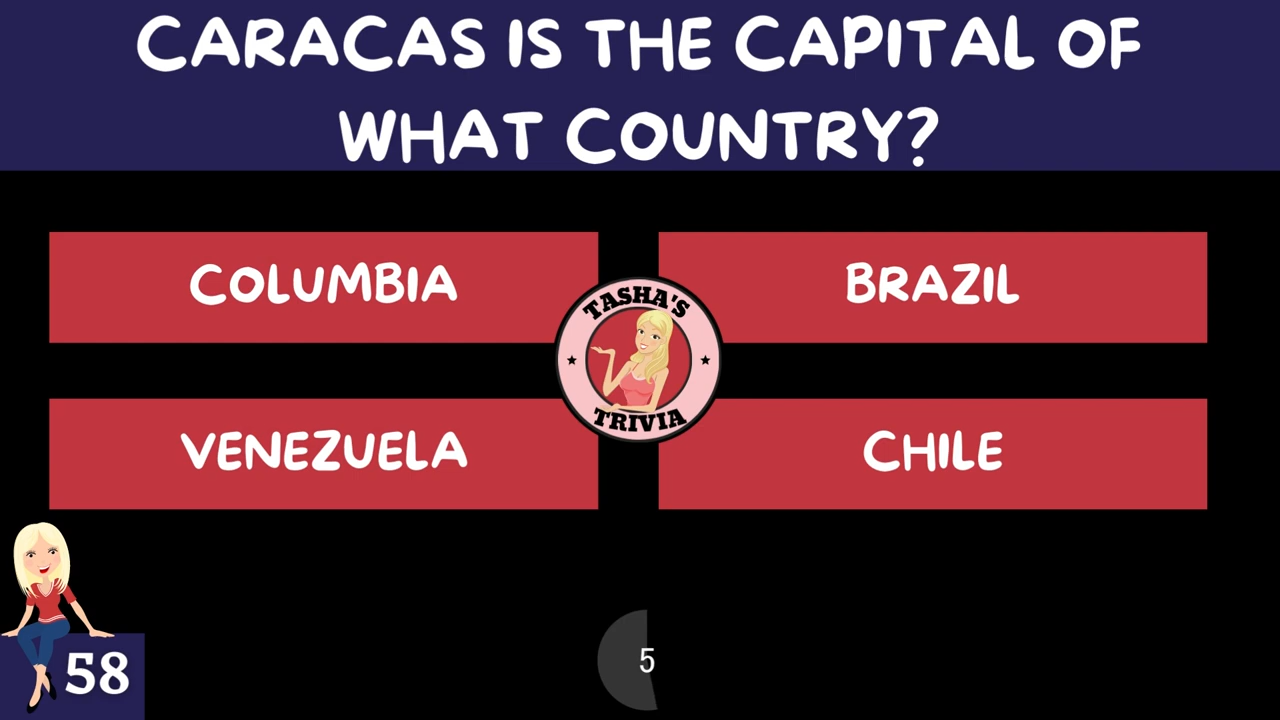 CARACAS IS THE CAPITAL OF
WHAT COUNTRY?
COLUMBIA
BRAZIL
TASHA'S
TRIVIA
VENEZUELA
CHILE
58
5